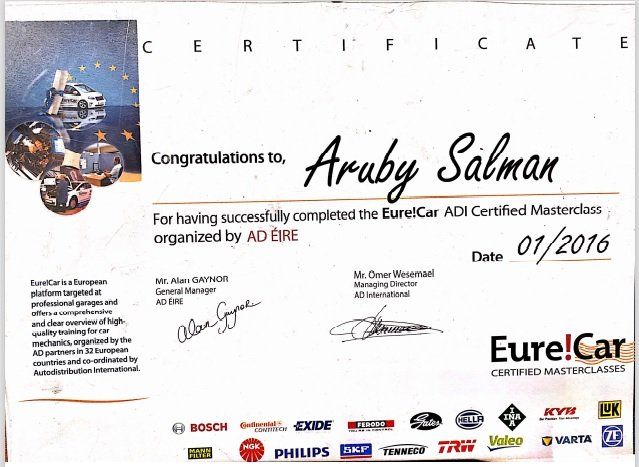 CERTIFICATE
Congratulations to, Aruby Salman
For having successfully completed the Eure!Car ADI Certified Masterclass
organized by AD ÉIRE
Date 01/2016
Eure!Car is a European
platform targeted at
professional garages and
offers a comprehensive
and clear overview of high-
quality training for car
mechanics, organized by the
AD partners in 32 European
countries and co-ordinated by
Autodistribution International.
Mr. Alan GAYNOR
General Manager
AD ÉIRE
Alan Gaynor
Mr. Ömer Wesemael
Managing Director
AD International
Eure!Car
CERTIFIED MASTERCLASSES
BOSCH Continental CONTITECH EXIDE FERODO Gates HELLA INA KYB LUK
MANN FILTER NGK PHILIPS SKF TENNECO TRW Valeo VARTA ZF